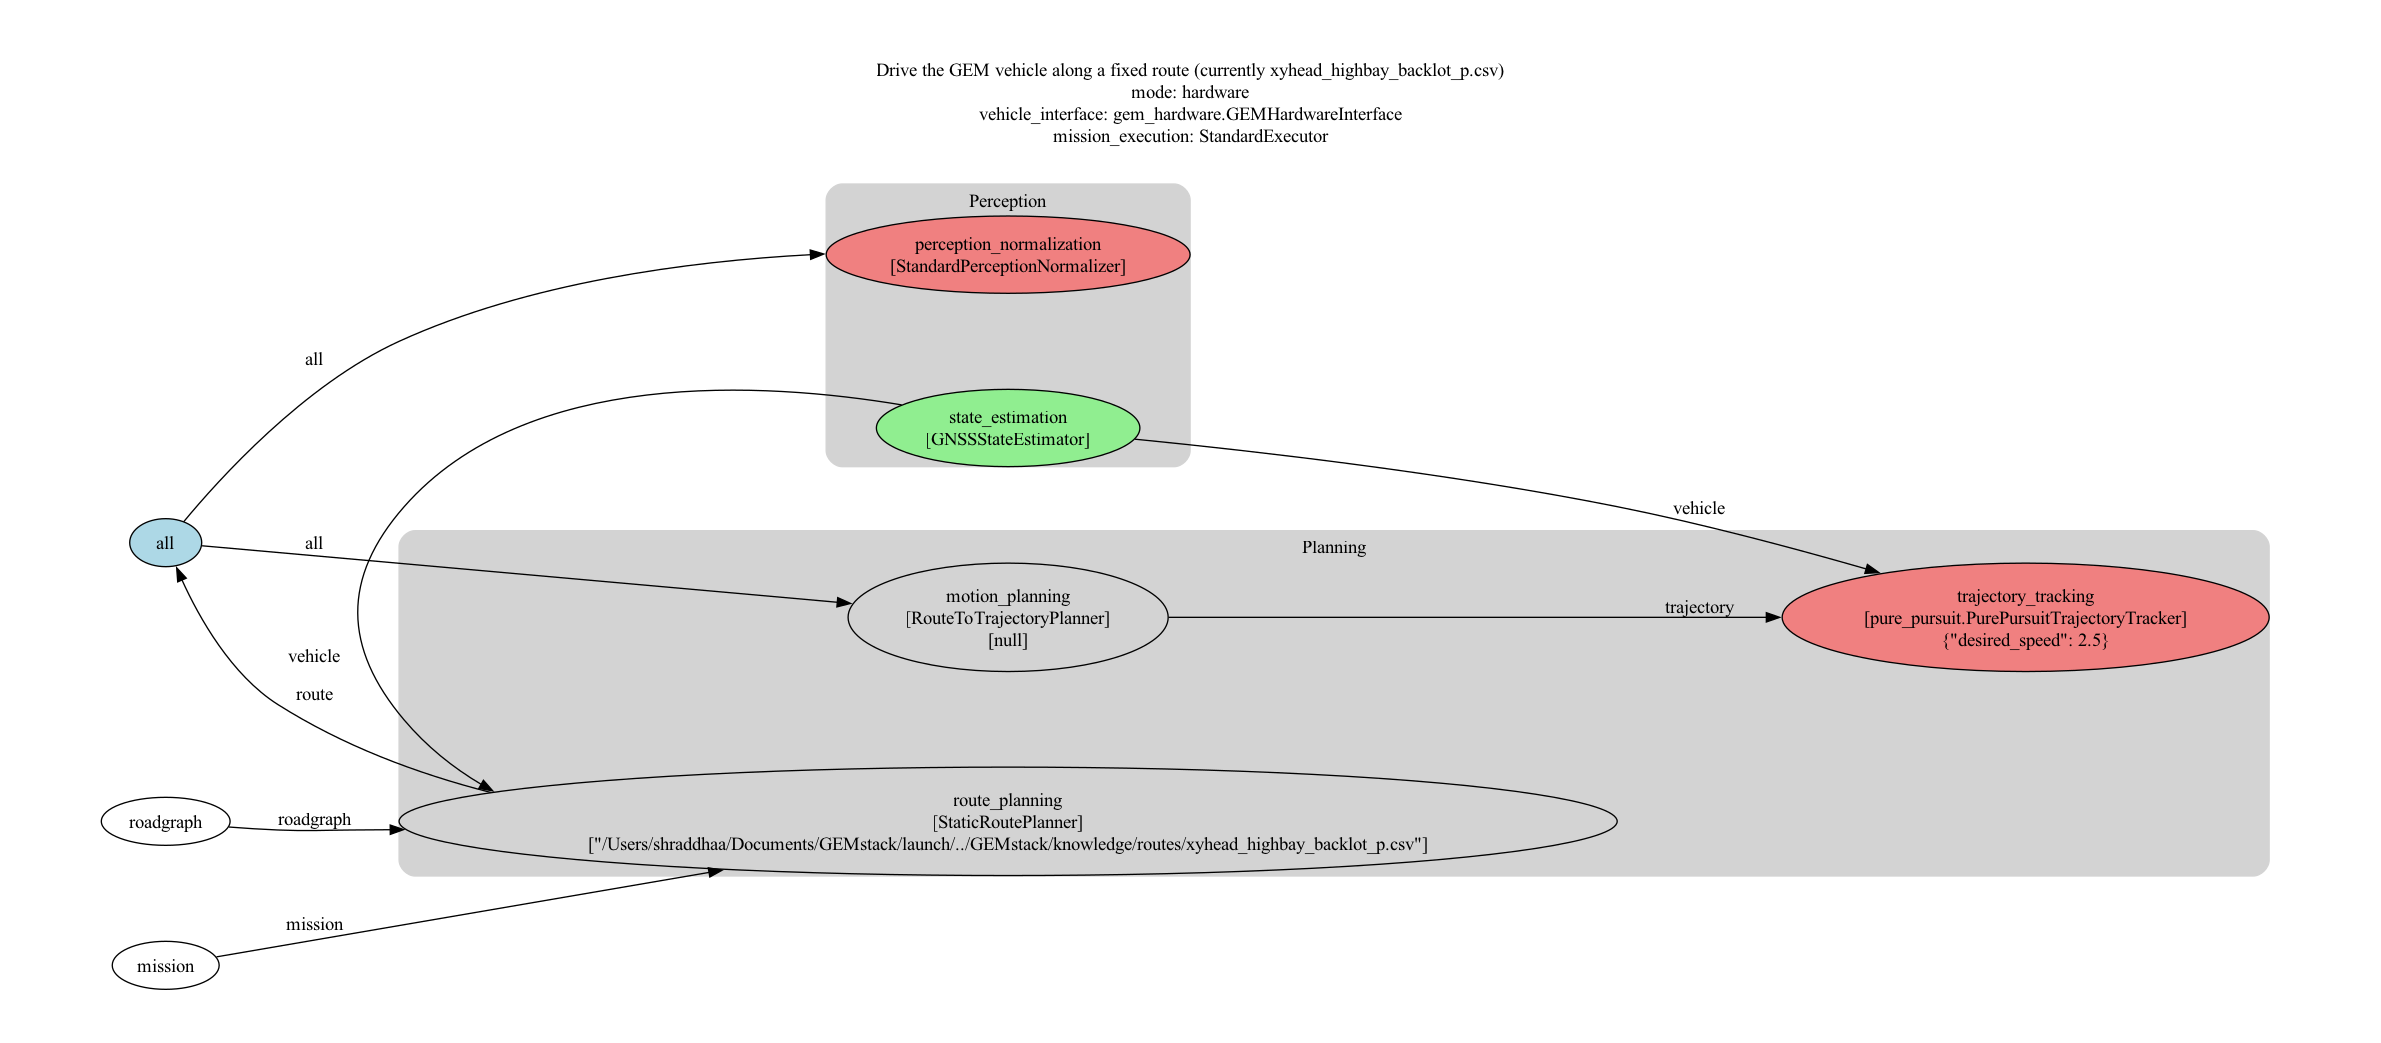 Drive the GEM vehicle along a fixed route (currently xyhead_highbay_backlot_p.csv)
mode: hardware
vehicle_interface: gem_hardware.GEMHardwareInterface
mission_execution: StandardExecutor
Perception
perception_normalization
[StandardPerceptionNormalizer]
all
state_estimation
[GNSSStateEstimator]
vehicle
all
all
Planning
motion_planning
[RouteToTrajectoryPlanner]
[null]
trajectory
trajectory_tracking
[pure_pursuit.PurePursuitTrajectoryTracker]
{"desired_speed": 2.5}
vehicle
route
roadgraph
roadgraph
route_planning
[StaticRoutePlanner]
["/Users/shraddhaa/Documents/GEMstack/launch/../GEMstack/knowledge/routes/xyhead_highbay_backlot_p.csv"]
mission
mission